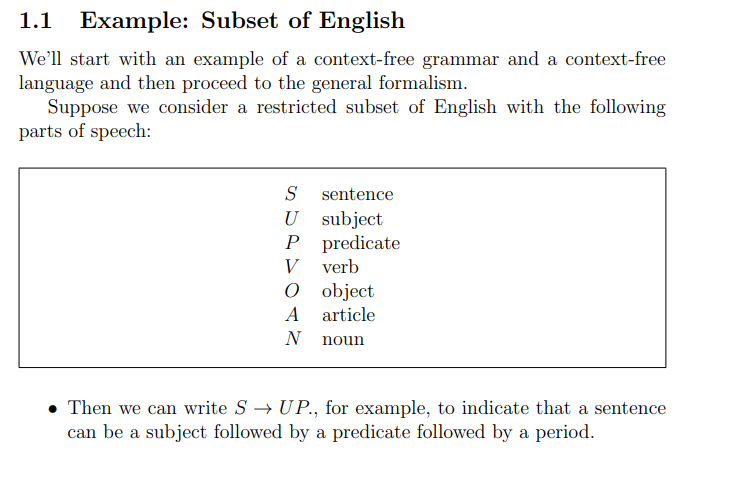 1.1 Example: Subset of English
We'll start with an example of a context-free grammar and a context-free
language and then proceed to the general formalism.
Suppose we consider a restricted subset of English with the following
parts of speech:
S sentence
U subject
P predicate
V verb
O object
A article
N noun
• Then we can write S → UP., for example, to indicate that a sentence
can be a subject followed by a predicate followed by a period.